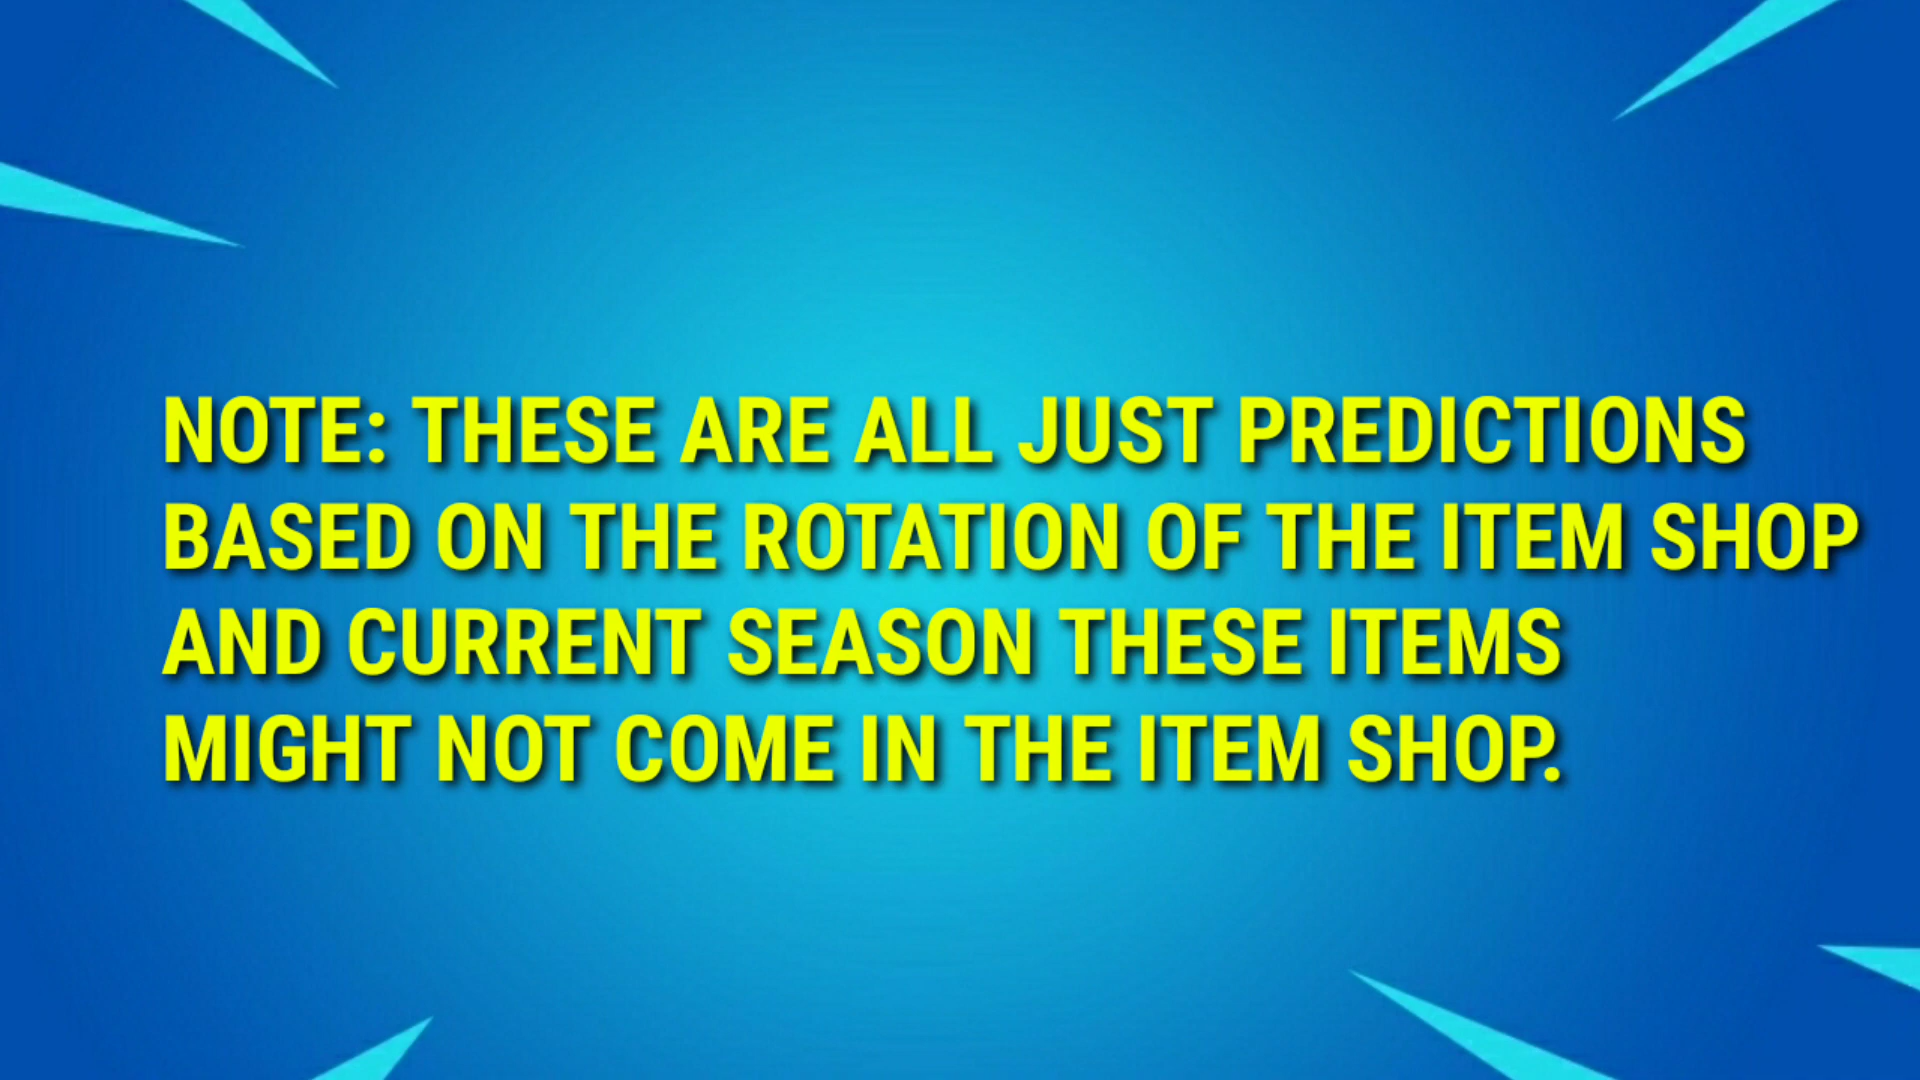 NOTE: THESE ARE ALL JUST PREDICTIONS
BASED ON THE ROTATION OF THE ITEM SHOP
AND CURRENT SEASON THESE ITEMS
MIGHT NOT COME IN THE ITEM SHOP.